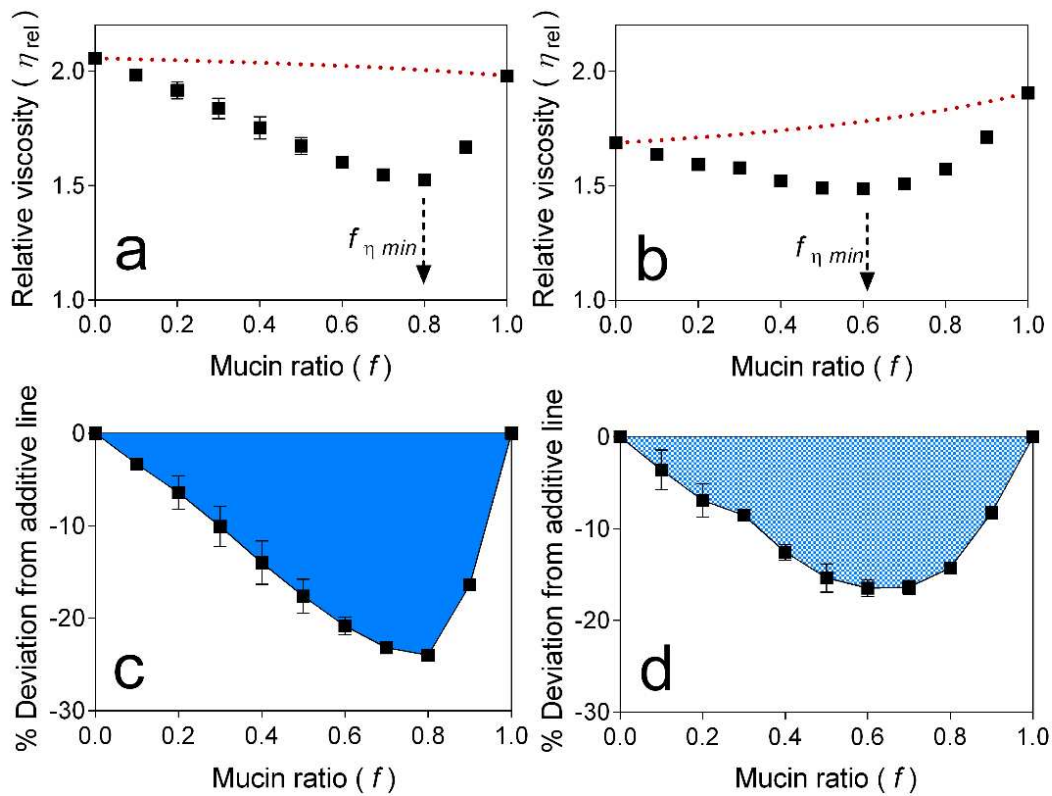 Relative viscosity ( η rel )
2.0
1.5
1.0
a
f η min
0.0 0.2 0.4 0.6 0.8 1.0
Mucin ratio ( f )
Relative viscosity ( η rel )
2.0
1.5
1.0
b
f η min
0.0 0.2 0.4 0.6 0.8 1.0
Mucin ratio ( f )
% Deviation from additive line
0
-10
-20
-30
c
0.0 0.2 0.4 0.6 0.8 1.0
Mucin ratio ( f )
% Deviation from additive line
0
-10
-20
-30
d
0.0 0.2 0.4 0.6 0.8 1.0
Mucin ratio ( f )